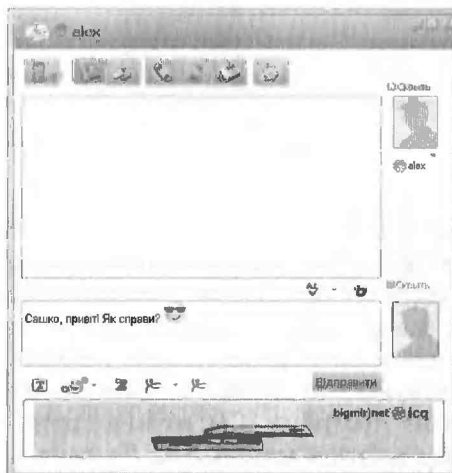 alex
alex
Сашко, привіт! Як справи?
Відправити
bigmir)net icq